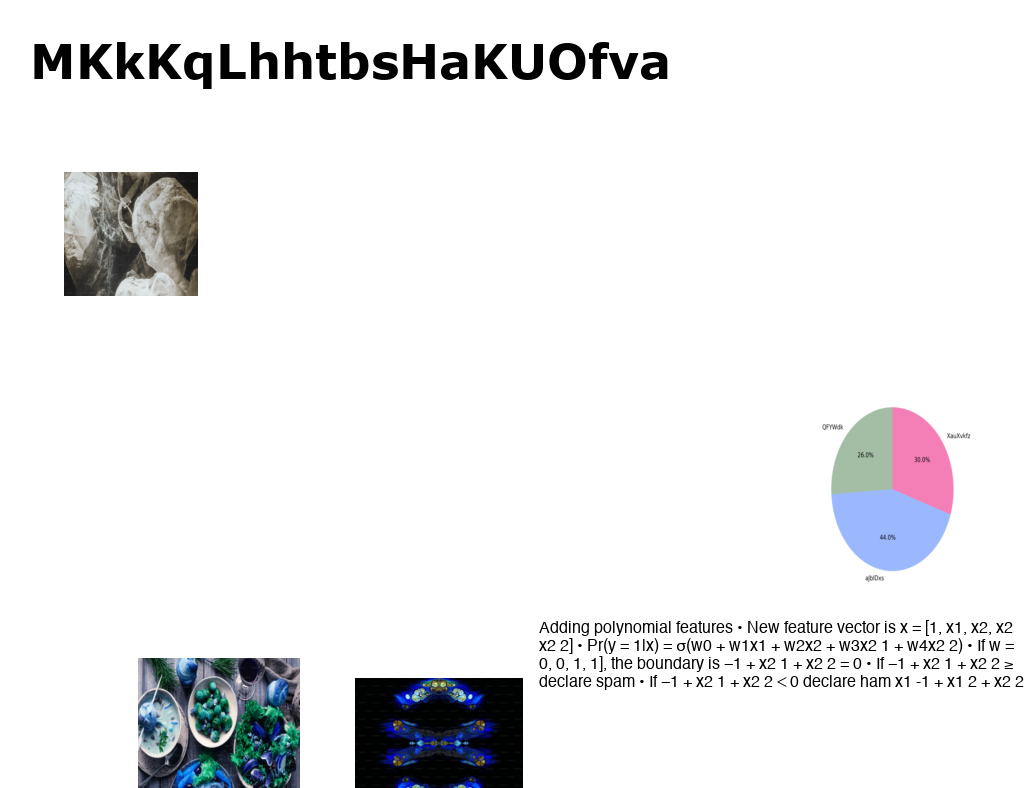 MKkKqLhhtbsHaKUOfva
QFYWdk
XauXvkfz
26.0%
30.0%
44.0%
ajbIDxs
Adding polynomial features • New feature vector is x = [1, x1, x2, x2
x2 2] • Pr(y = 1|x) = σ(w0 + w1x1 + w2x2 + w3x2 1 + w4x2 2) • If w =
0, 0, 1, 1], the boundary is –1 + x2 1 + x2 2 = 0 • If –1 + x2 1 + x2 2 ≥
declare spam • If –1 + x2 1 + x2 2 < 0 declare ham x1 -1 + x1 2 + x2 2